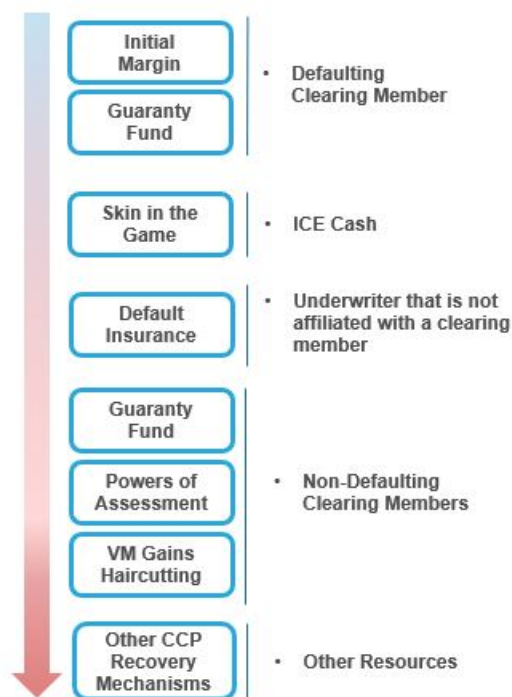 Initial
Margin
• Defaulting
Clearing Member
Guaranty
Fund
Skin in the
Game
• ICE Cash
Default
Insurance
• Underwriter that is not
affiliated with a clearing
member
Guaranty
Fund
Powers of
Assessment
• Non-Defaulting
Clearing Members
VM Gains
Haircutting
Other CCP
Recovery
Mechanisms
• Other Resources